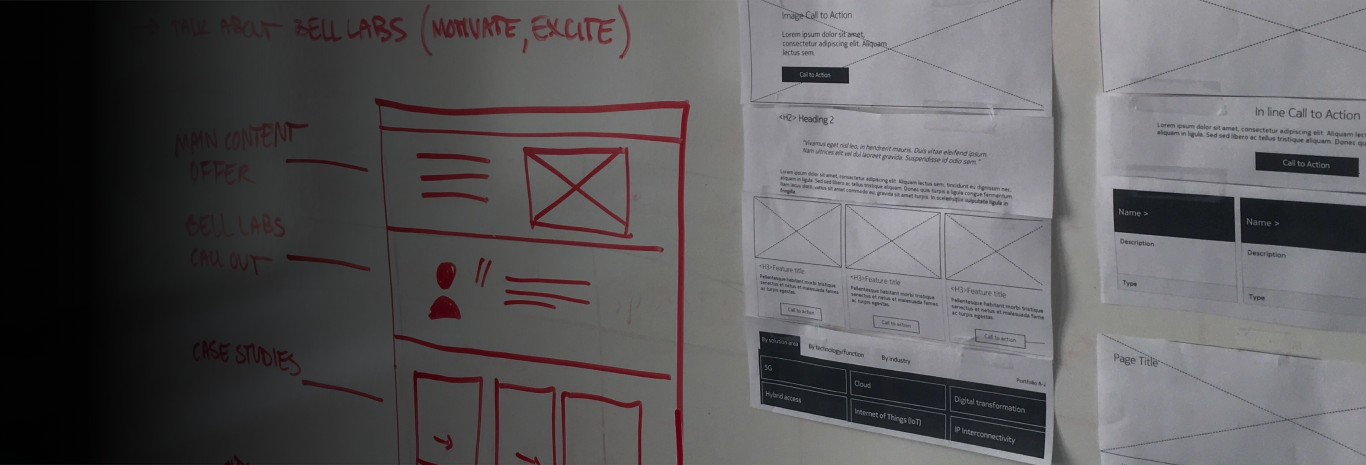 → TALK ABOUT BELL LABS (MOTIVATE, EXCITE)
MAIN CONTENT
OFFER
BELL LABS
CALL OUT
CASE STUDIES
Image Call to Action
Lorem ipsum dolor sit amet,
consectetur adipiscing elit. Aliquam
lectus sem.
Call to Action
<H2> Heading 2
"Vivamus eget nisl leo, in hendrerit mauris. Duis vitae eleifend ipsum.
Nam ultrices elit vel dui laoreet gravida. Suspendisse id odio sem."
Lorem ipsum dolor sit amet, consectetur adipiscing elit. Aliquam lectus sem, tincidunt eu dignissim nec,
aliquam in ligula. Sed sed libero ac tellus tristique aliquam. Donec quis turpis a ligula congue fermentum.
Nam lacus diam, varius sit amet commodo eu, gravida sit amet turpis. In scelerisque vulputate ligula in
fringilla.
<H3>Feature title
Pellentesque habitant morbi tristique
senectus et netus et malesuada fames
ac turpis egestas.
Call to action
<H3>Feature title
Pellentesque habitant morbi tristique
senectus et netus et malesuada fames
ac turpis egestas.
Call to action
<H3>Feature title
Pellentesque habitant morbi tristique
senectus et netus et malesuada fame
ac turpis egestas.
Call to action
By solution area
By technology/function
By industry
Portfolio A-
5G
Cloud
Digital transformation
Hybrid access
Internet of Things (IoT)
IP Interconnectivity
In line Call to Action
Lorem ipsum dolor sit amet, consectetur adipiscing elit. Aliquam lec
aliquam in ligula. Sed sed libero ac tellus tristique aliquam. Donec qu
Call to Action
Name >
Name >
Description
Description
Type
Type
Page Title